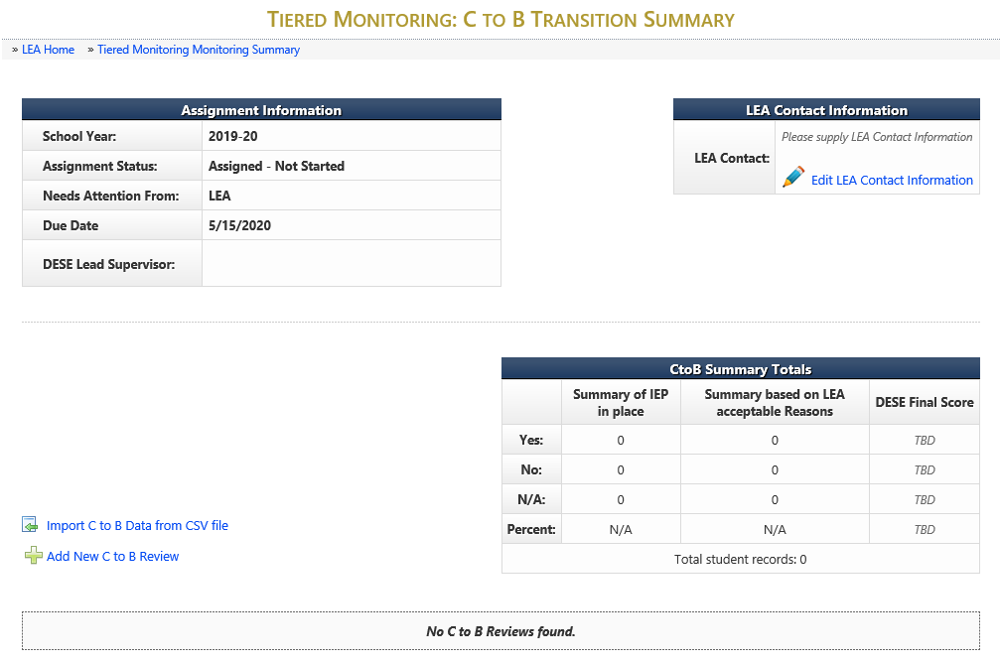 TIERED MONITORING: C TO B TRANSITION SUMMARY
» LEA Home » Tiered Monitoring Monitoring Summary
Assignment Information
School Year: 2019-20
Assignment Status: Assigned - Not Started
Needs Attention From: LEA
Due Date 5/15/2020
DESE Lead Supervisor:
LEA Contact Information
LEA Contact:
Please supply LEA Contact Information
Edit LEA Contact Information
CtoB Summary Totals
Summary of IEP in place Summary based on LEA acceptable Reasons DESE Final Score
Yes: 0 0 TBD
No: 0 0 TBD
N/A: 0 0 TBD
Percent: N/A N/A TBD
Total student records: 0
Import C to B Data from CSV file
Add New C to B Review
No C to B Reviews found.